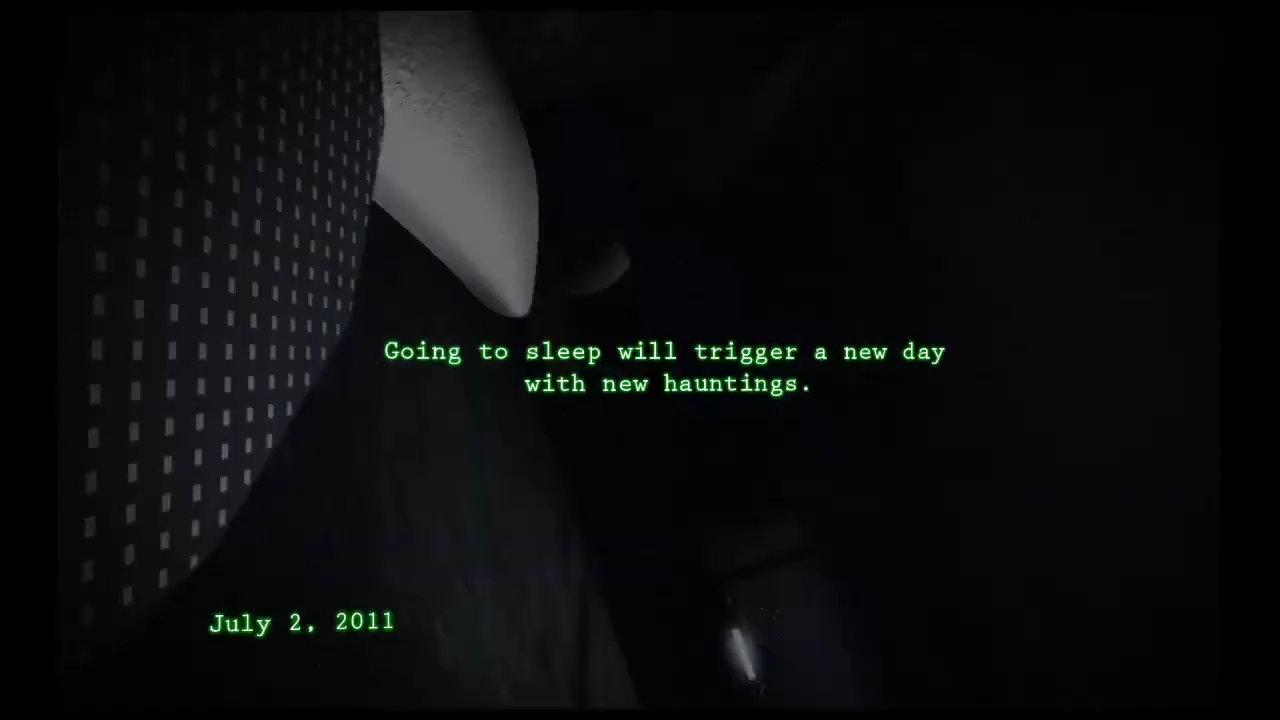 Going to sleep will trigger a new day
with new hauntings.
July 2, 2011